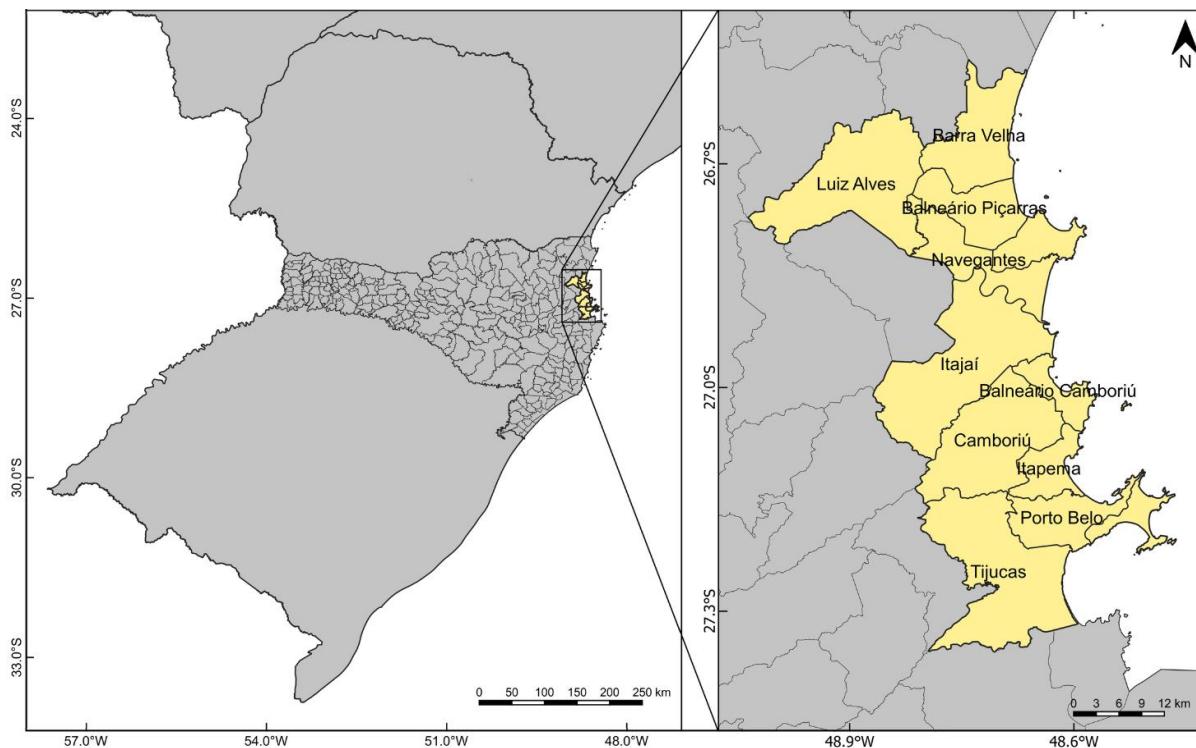 24.0°S
27.0°S
30.0°S
33.0°S
57.0°W
54.0°W
51.0°W
48.0°W
0 50 100 150 200 250 km
N
26.7°S
27.0°S
27.3°S
48.9°W
48.6°W
Barra Velha
Luiz Alves
Balneário Piçarras
Navegantes
Itajaí
Balneário Camboriú
Camboriú
Itapema
Porto Belo
Tijucas
0 3 6 9 12 km